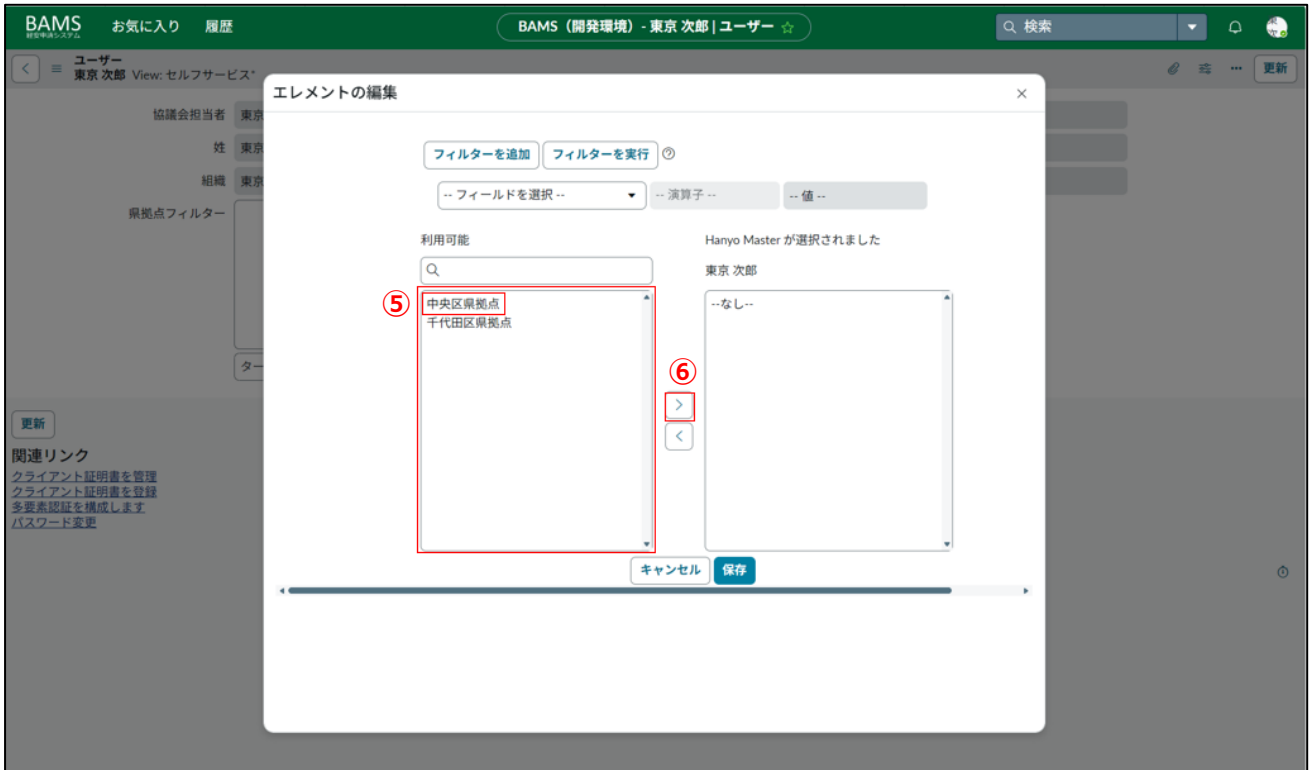 BAMS お気に入り 履歴 BAMS（開発環境）- 東京 次郎 | ユーザー ☆ 検索
経営申請システム
ユーザー
東京 次郎 View: セルフサービス* 更新
エレメントの編集 ×
協議会担当者 東京
姓 東京
組織 東京
県拠点フィルター
フィルターを追加 フィルターを実行
-- フィールドを選択 -- -- 演算子 -- -- 値 --
利用可能 Hanyo Master が選択されました
東京 次郎
⑤ 中央区県拠点 --なし--
千代田区県拠点
ター
⑥
>
<
更新
関連リンク
クライアント証明書を管理
クライアント証明書を登録
多要素認証を構成します
パスワード変更
キャンセル 保存